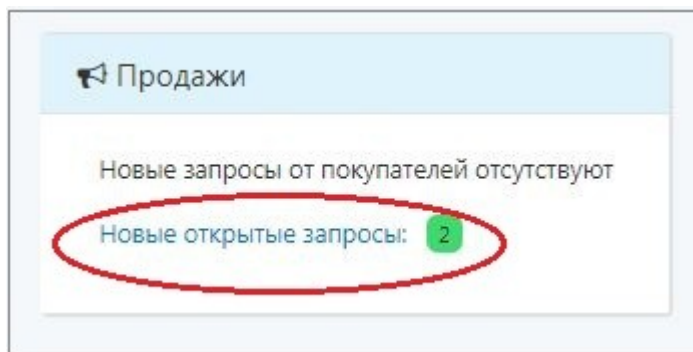 Продажи
Новые запросы от покупателей отсутствуют
Новые открытые запросы: 2